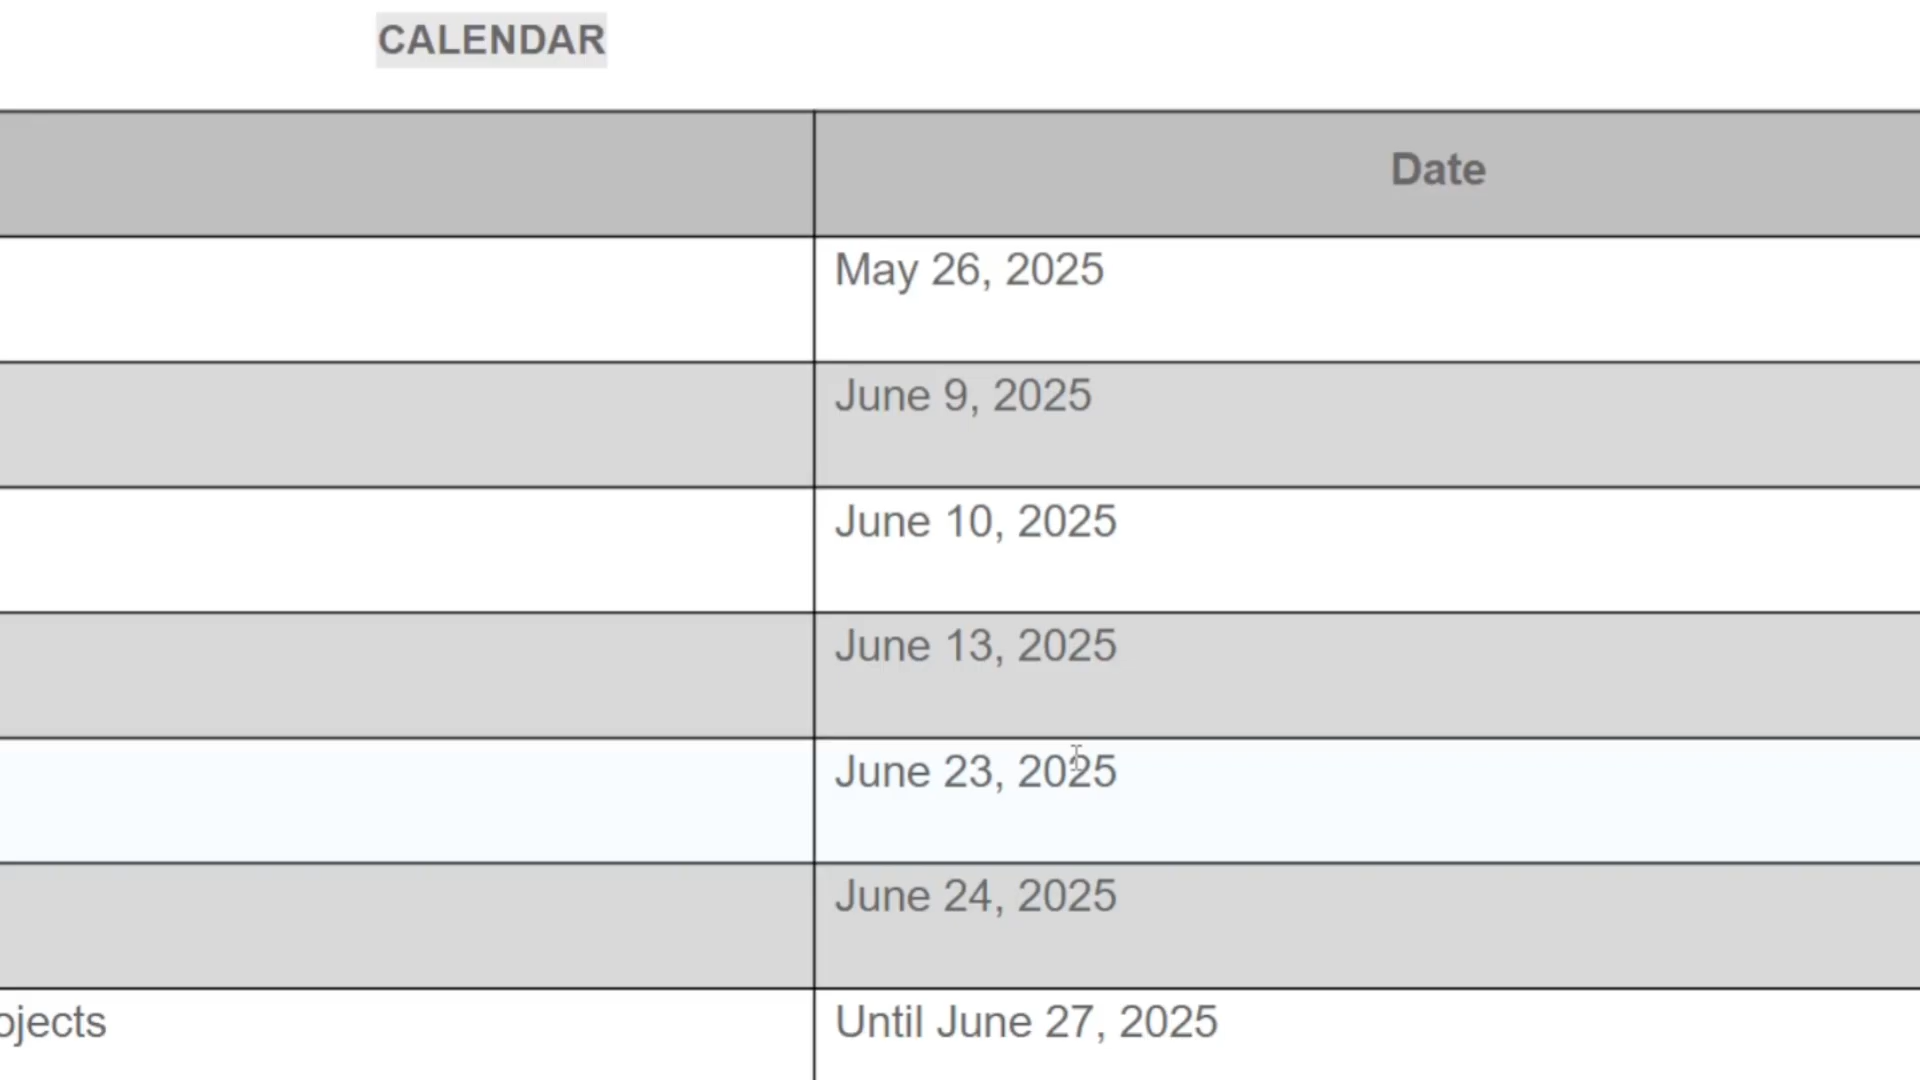 CALENDAR
Date
May 26, 2025
June 9, 2025
June 10, 2025
June 13, 2025
June 23, 2025
June 24, 2025
ojects
Until June 27, 2025